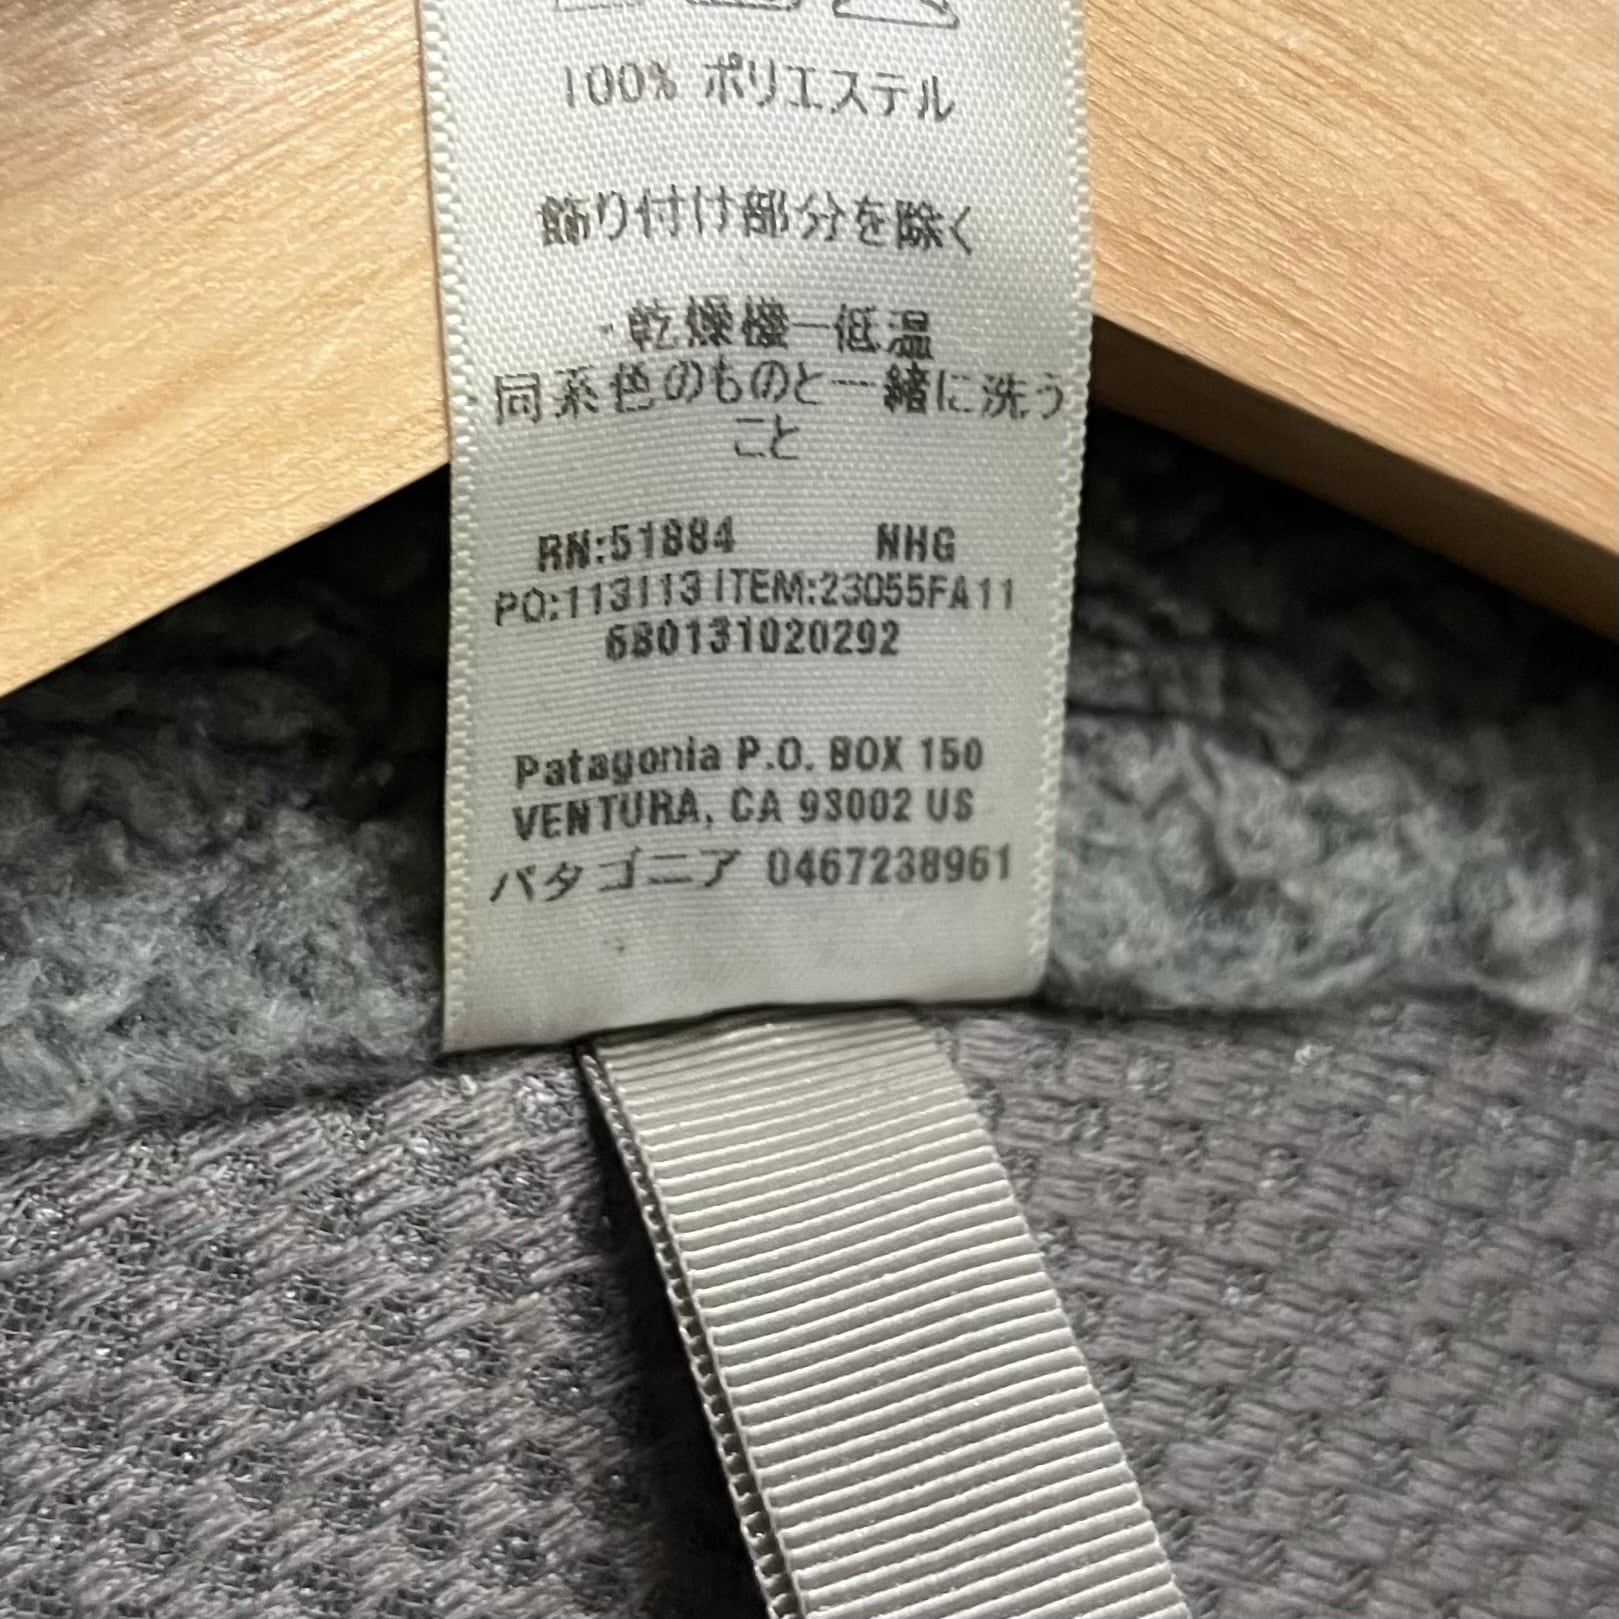 100% ポリエステル
飾り付け部分を除く
・乾燥機ー低温
同系色のものと一緒に洗う
こと
RN:51884 NHG
PO:113113 ITEM:23055FA11
680131020292
Patagonia P.O. BOX 150
VENTURA, CA 93002 US
パタゴニア 0467238961